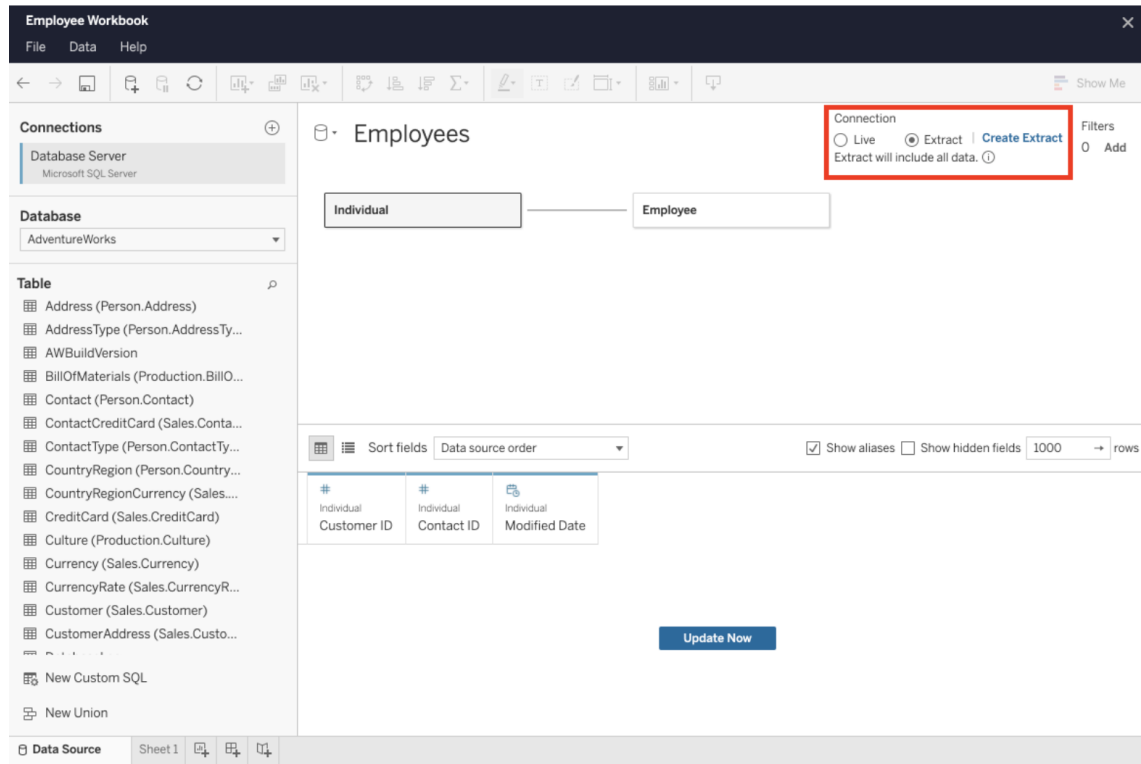 Employee Workbook
File Data Help
Show Me
Connections
Database Server
Microsoft SQL Server
Database
AdventureWorks
Table
Address (Person.Address)
AddressType (Person.AddressTy...
AWBuildVersion
BillOfMaterials (Production.BillO...
Contact (Person.Contact)
ContactCreditCard (Sales.Conta...
ContactType (Person.ContactTy...
CountryRegion (Person.Country...
CountryRegionCurrency (Sales....
CreditCard (Sales.CreditCard)
Culture (Production.Culture)
Currency (Sales.Currency)
CurrencyRate (Sales.CurrencyR...
Customer (Sales.Customer)
CustomerAddress (Sales.Custo...
New Custom SQL
New Union
Employees
Connection
Live Extract | Create Extract
Extract will include all data.
Filters
0 Add
Individual Employee
Sort fields Data source order Show aliases Show hidden fields 1000 → rows
Individual Individual Individual
Customer ID Contact ID Modified Date
Update Now
Data Source Sheet 1